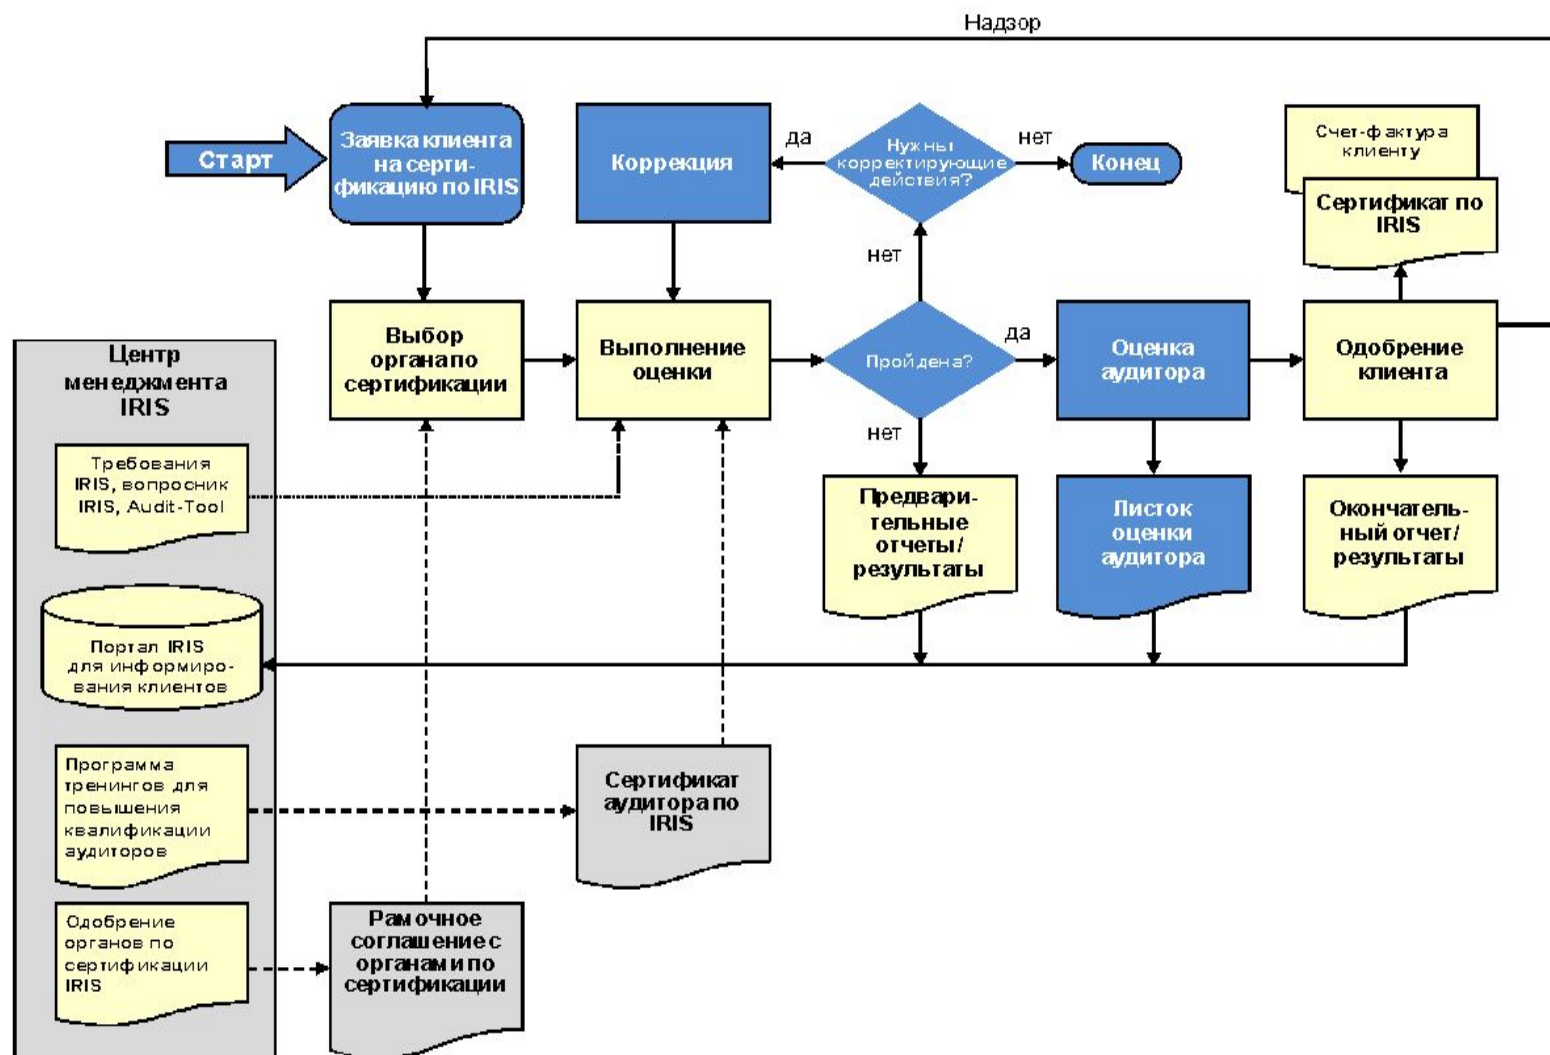 Надзор
Старт
Заявка клиента
на серти-
фикацию по IRIS
Коррекция
да
Нужны
корректирующие
действия?
нет
Конец
Счет-фактура
клиенту
Сертификат по
IRIS
нет
Выбор
органа по
сертификации
Выполнение
оценки
Пройдена?
да
Оценка
аудитора
Одобрение
клиента
нет
Центр
менеджмента
IRIS
Требования
IRIS, вопросник
IRIS, Audit-Tool
Предвари-
тельные
отчеты/
результаты
Листок
оценки
аудитора
Окончатель-
ный отчет/
результаты
Портал IRIS
для информиро-
вания клиентов
Программа
тренингов для
повышения
квалификации
аудиторов
Сертификат
аудитора по
IRIS
Одобрение
органов по
сертификации
IRIS
Рамочное
соглашение с
органами по
сертификации